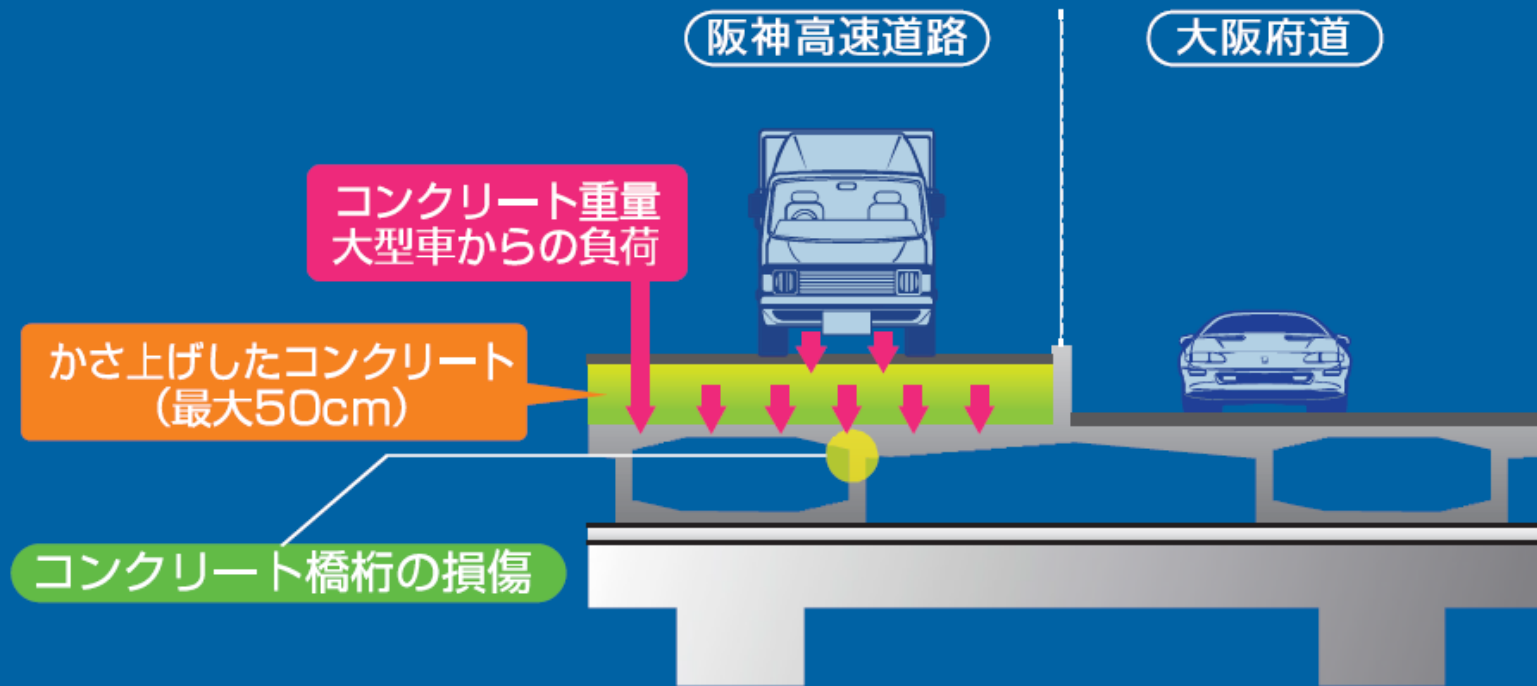 阪神高速道路
大阪府道
コンクリート重量
大型車からの負荷
かさ上げしたコンクリート
(最大50cm)
コンクリート橋桁の損傷